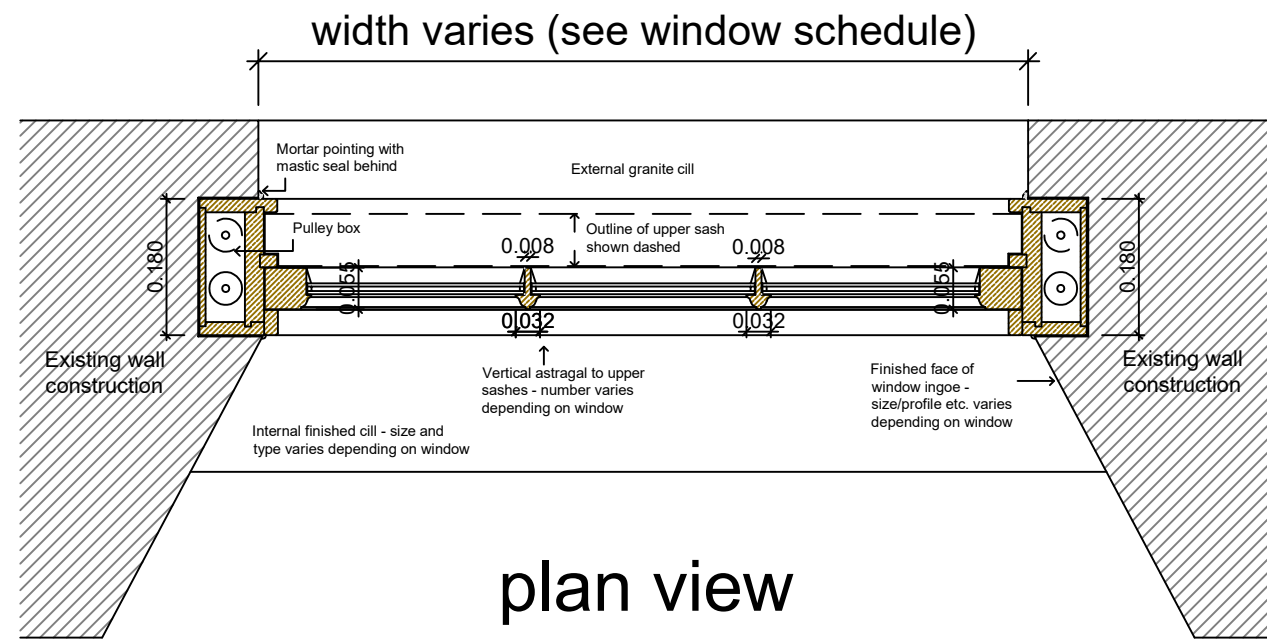 width varies (see window schedule)
Mortar pointing with
mastic seal behind
External granite cill
Pulley box
Outline of upper sash
shown dashed
0.008
0.008
0.180
0.055
0.055
0.180
0.032
0.032
Existing wall
construction
Vertical astragal to upper
sashes - number varies
depending on window
Finished face of
window ingoe -
size/profile etc. varies
depending on window
Existing wall
construction
Internal finished cill - size and
type varies depending on window
plan view